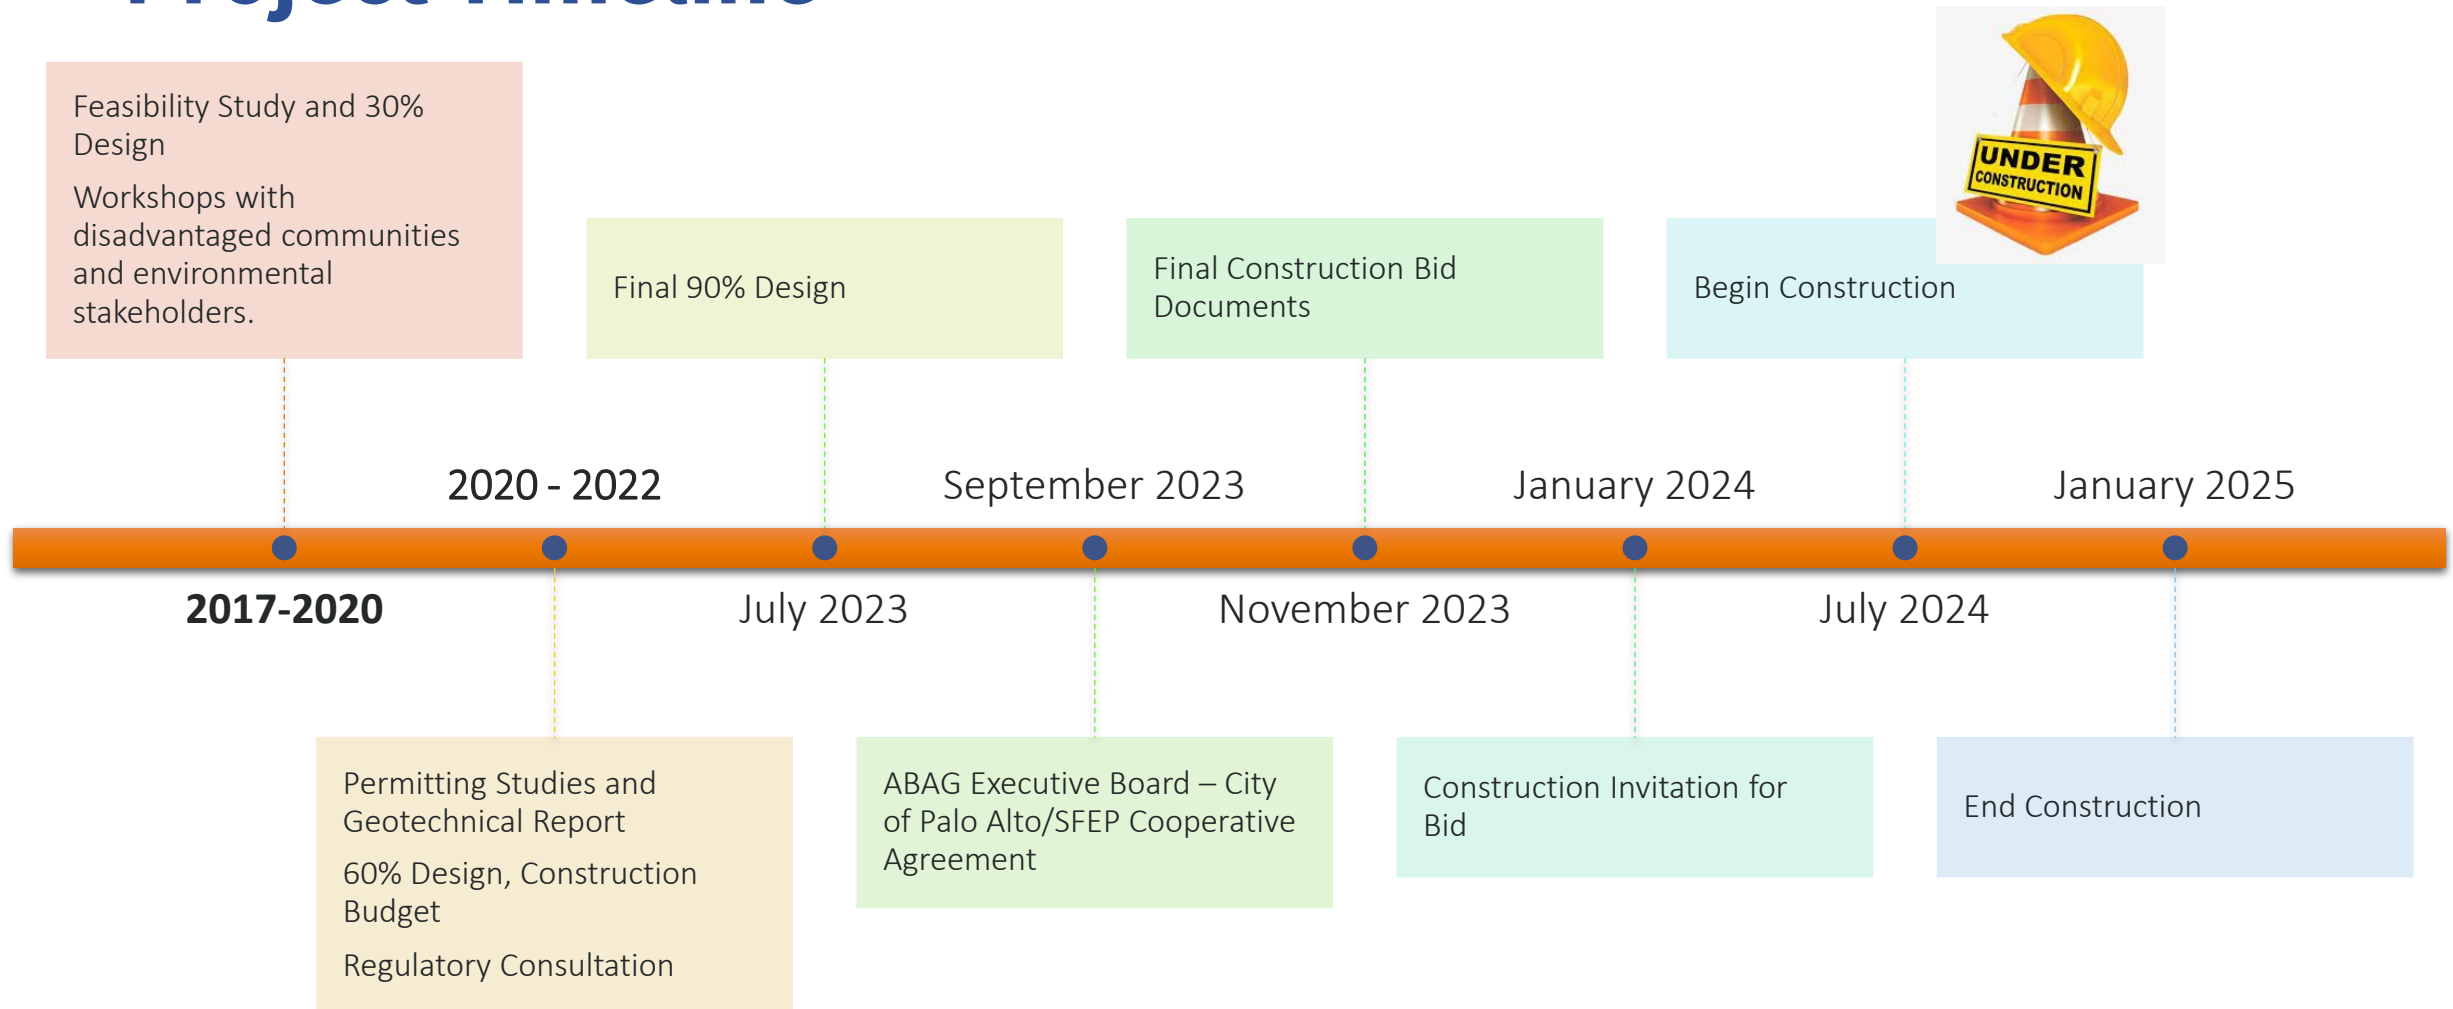 Project Timeline
Feasibility Study and 30%
Design
Workshops with
disadvantaged communities
and environmental
stakeholders.
Final 90% Design
Final Construction Bid
Documents
Begin Construction
UNDER
CONSTRUCTION
2020 - 2022
September 2023
January 2024
January 2025
2017-2020
July 2023
November 2023
July 2024
Permitting Studies and
Geotechnical Report
60% Design, Construction
Budget
Regulatory Consultation
ABAG Executive Board – City
of Palo Alto/SFEP Cooperative
Agreement
Construction Invitation for
Bid
End Construction